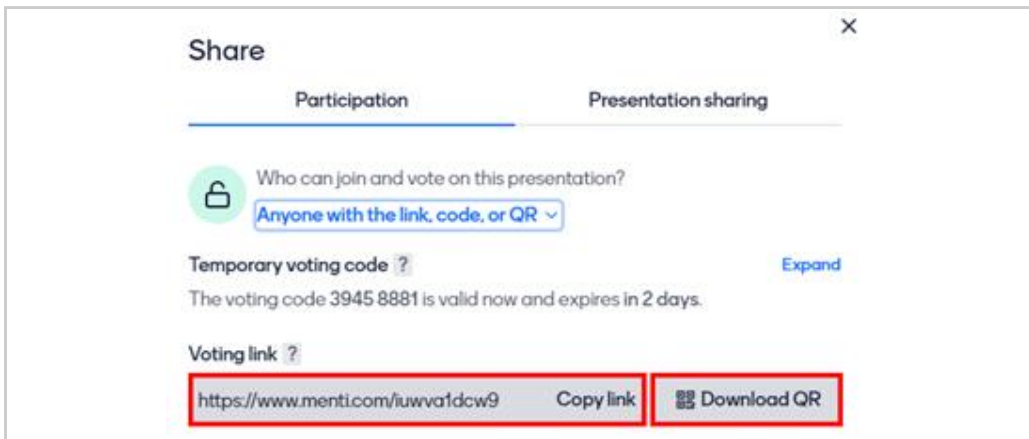 Share
Participation Presentation sharing
Who can join and vote on this presentation?
Anyone with the link, code, or QR
Temporary voting code ? Expand
The voting code 3945 8881 is valid now and expires in 2 days.
Voting link ?
https://www.menti.com/iuwva1dcw9 Copy link Download QR